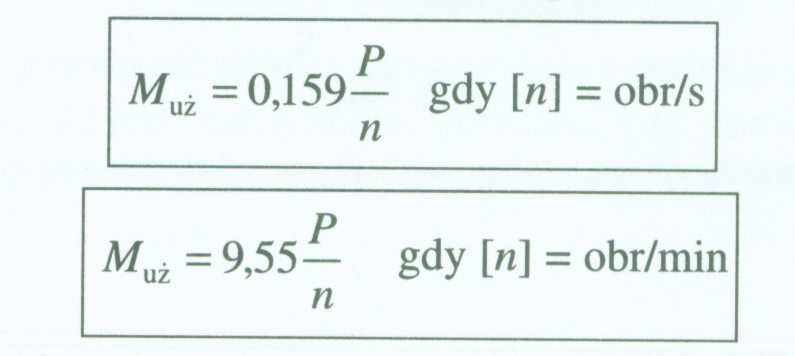 M_uż = 0,159 P/n gdy [n] = obr/s
M_uż = 9,55 P/n gdy [n] = obr/min